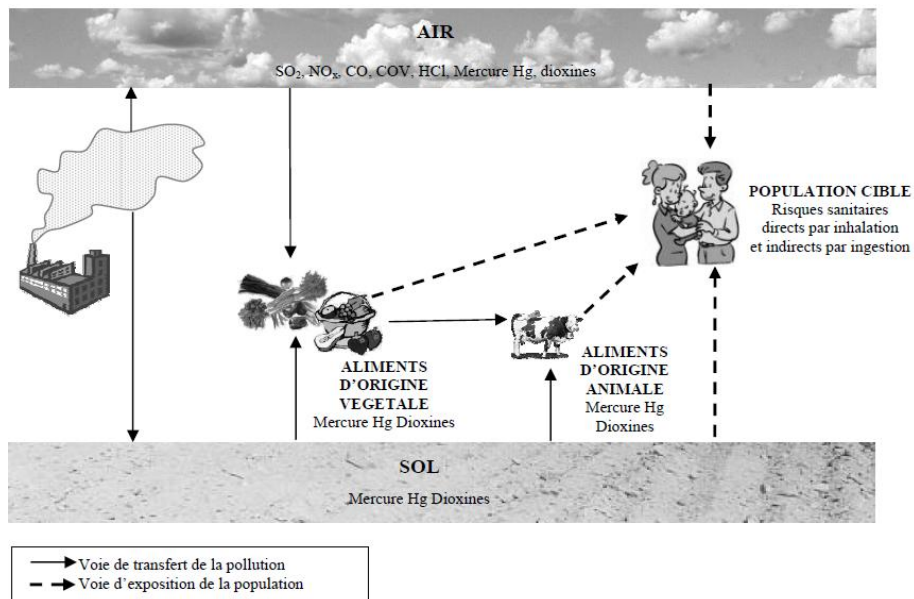 AIR
SO₂, NOₓ, CO, COV, HCl, Mercure Hg, dioxines
POPULATION CIBLE
Risques sanitaires
directs par inhalation
et indirects par ingestion
ALIMENTS
D'ORIGINE
VEGETALE
Mercure Hg Dioxines
ALIMENTS
D'ORIGINE
ANIMALE
Mercure Hg
Dioxines
SOL
Mercure Hg Dioxines
Voie de transfert de la pollution
Voie d'exposition de la population